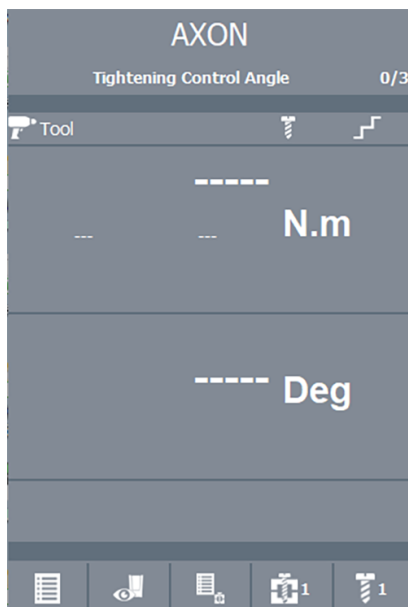 AXON
Tightening Control Angle 0/3
Tool
-----
--- --- N.m
----- Deg
1 1